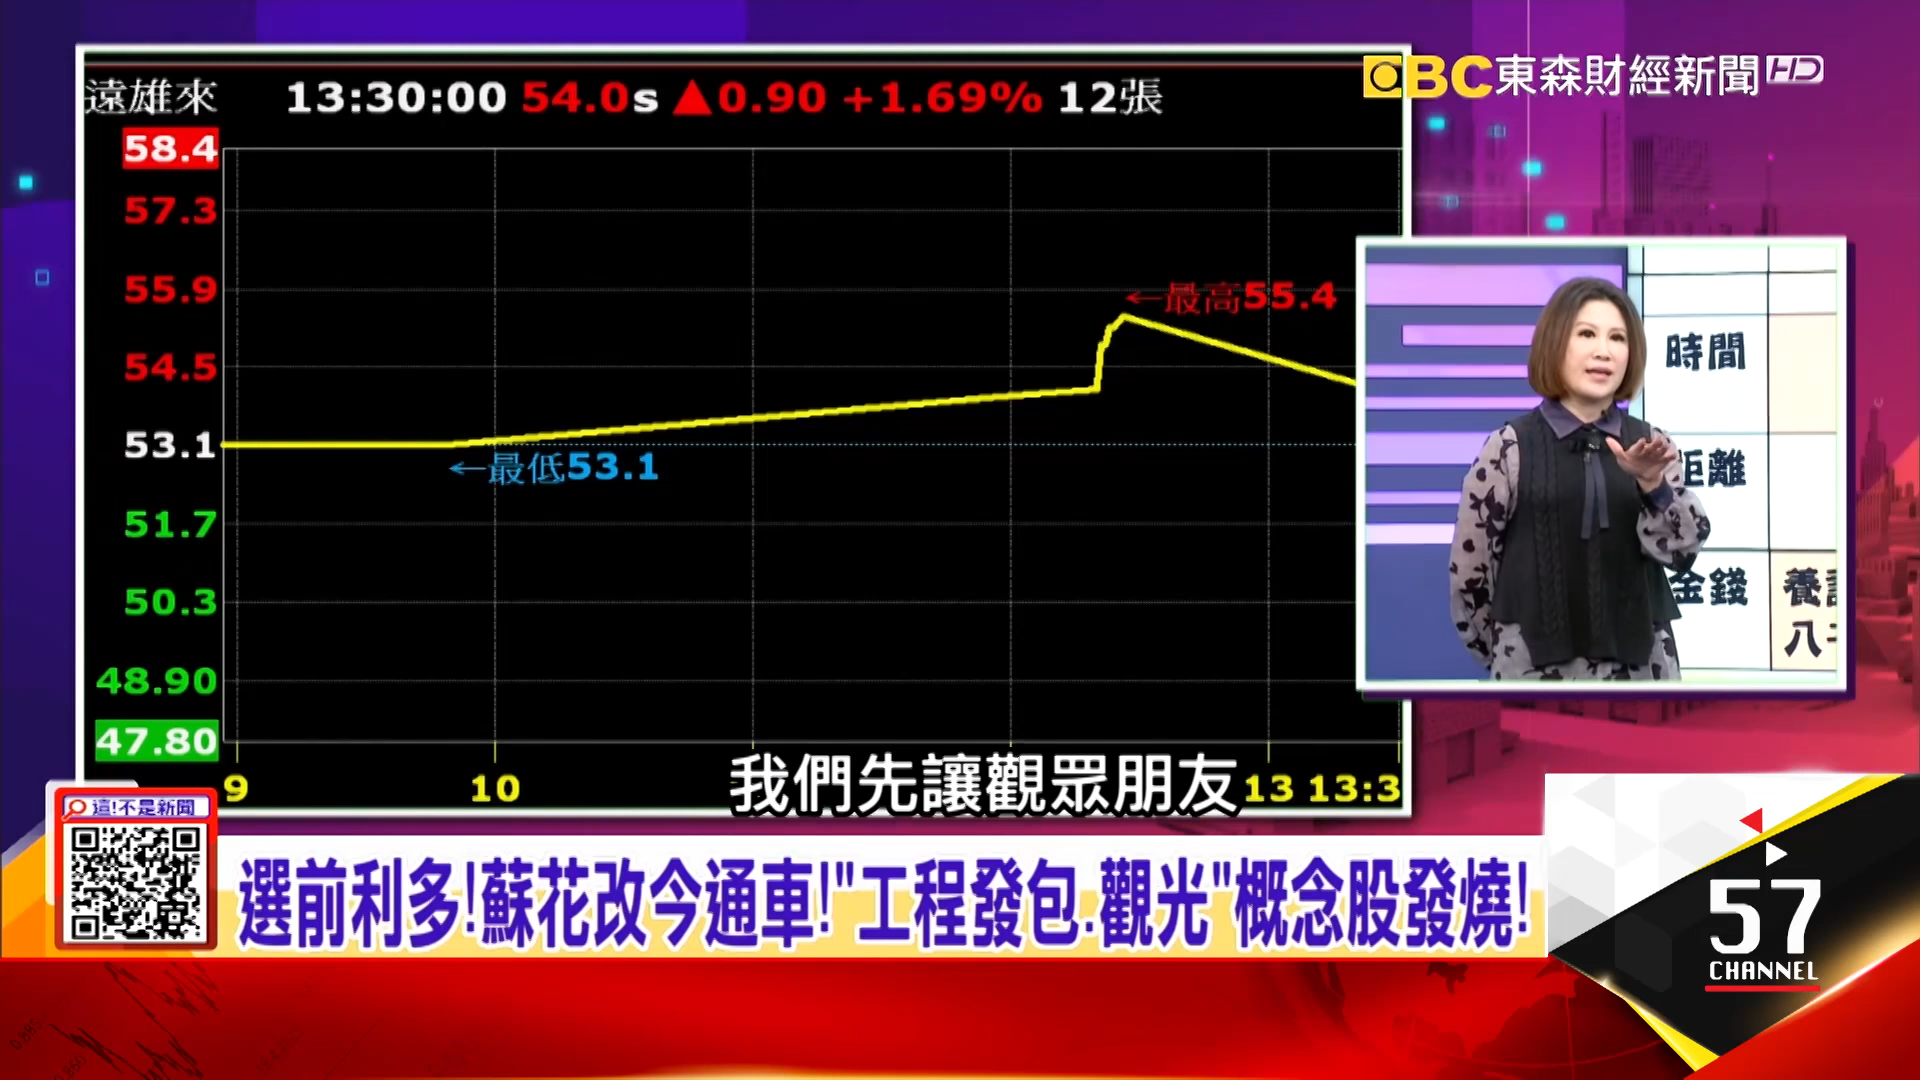 遠雄來 13:30:00 54.0s ▲0.90 +1.69% 12張
58.4
57.3
55.9
54.5
53.1
51.7
50.3
48.90
47.80
←最高55.4
←最低53.1
9 10 13 13:3
EBC東森財經新聞HD
時間
距離
金錢
養
八
我們先讓觀眾朋友
這!不是新聞
選前利多!蘇花改今通車!"工程發包.觀光"概念股發燒!
57
CHANNEL